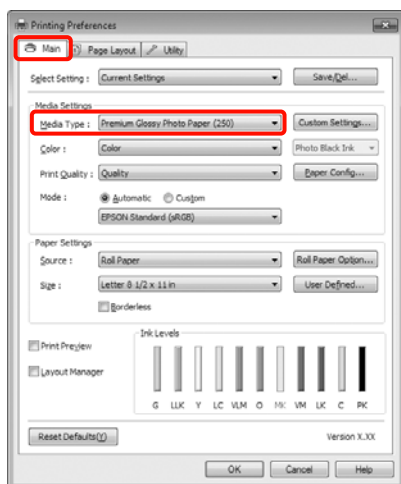 Printing Preferences
Main Page Layout Utility
Select Setting : Current Settings Save/Del...
Media Settings
Media Type : Premium Glossy Photo Paper (250) Custom Settings...
Color : Color Photo Black Ink
Print Quality : Quality Paper Config...
Mode : Automatic Custom
EPSON Standard (sRGB)
Paper Settings
Source : Roll Paper Roll Paper Option...
Size : Letter 8 1/2 x 11 in User Defined...
Borderless
Ink Levels
Print Preview
Layout Manager
G LLK Y LC VLM O MK VM LK C PK
Reset Defaults(Y) Version X.XX
OK Cancel Help